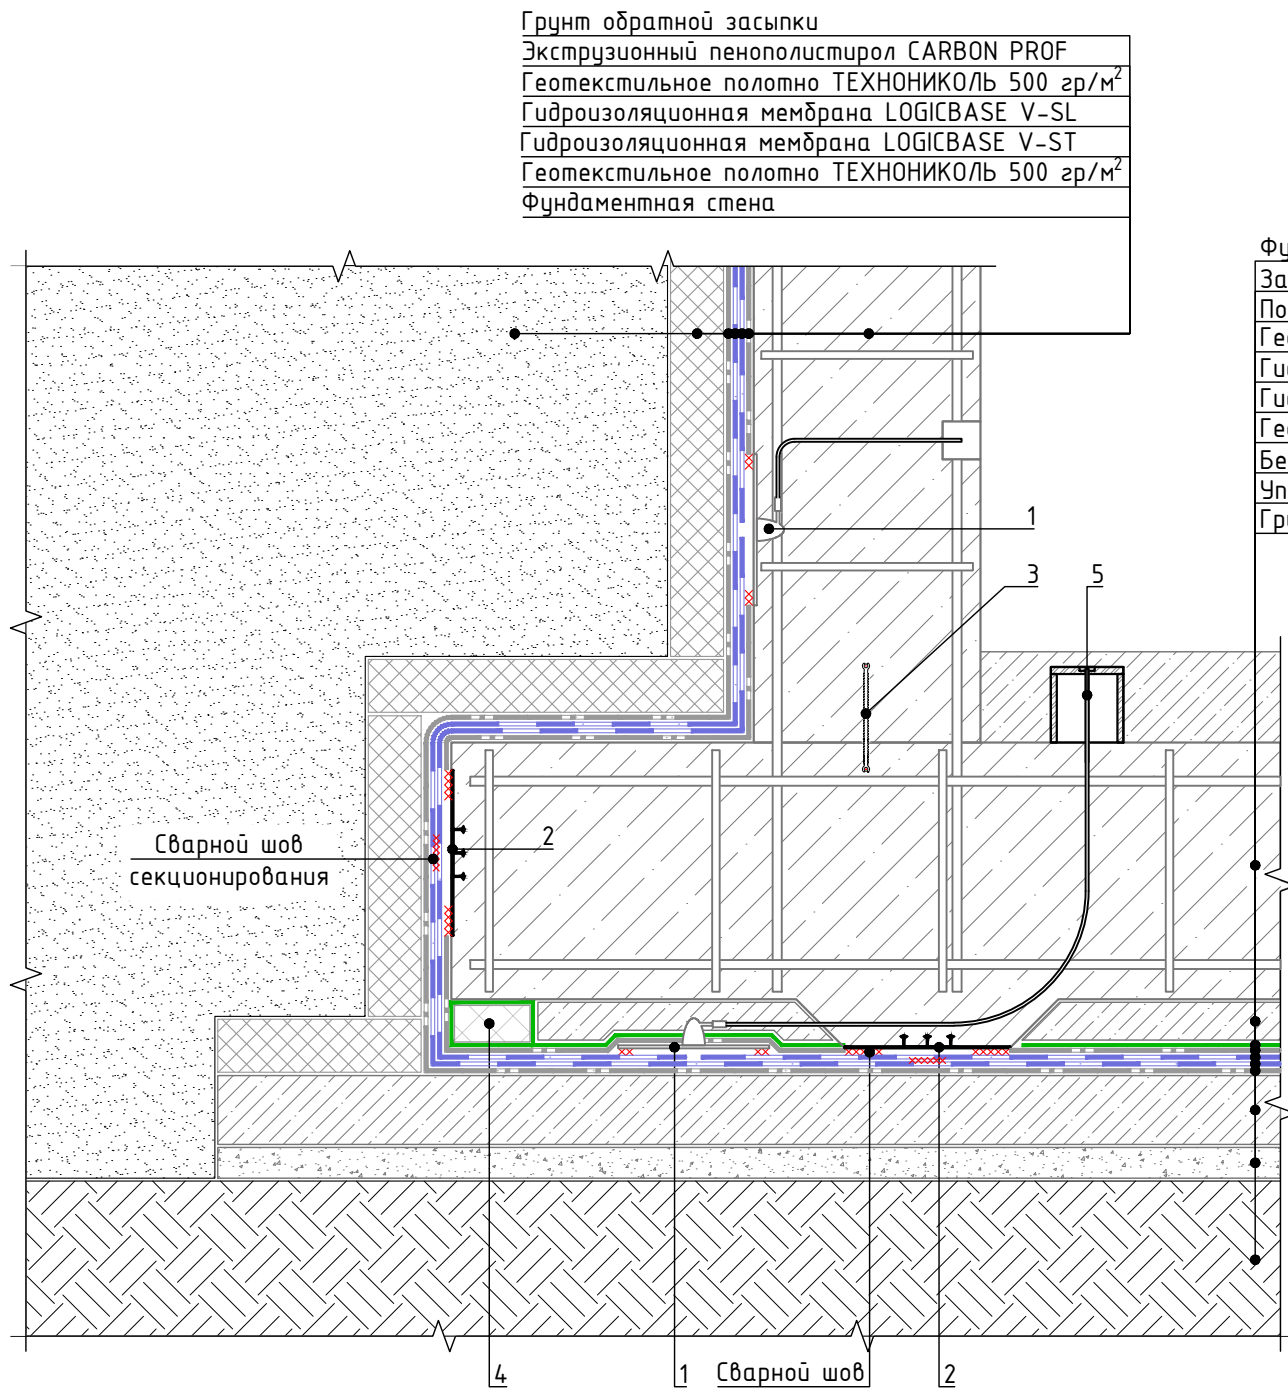 Грунт обратной засыпки
Экструзионный пенополистирол CARBON PROF
Геотекстильное полотно ТЕХНОНИКОЛЬ 500 гр/м²
Гидроизоляционная мембрана LOGICBASE V-SL
Гидроизоляционная мембрана LOGICBASE V-ST
Геотекстильное полотно ТЕХНОНИКОЛЬ 500 гр/м²
Фундаментная стена
1
3
5
2
Сварной шов
секционирования
4
1
Сварной шов
2